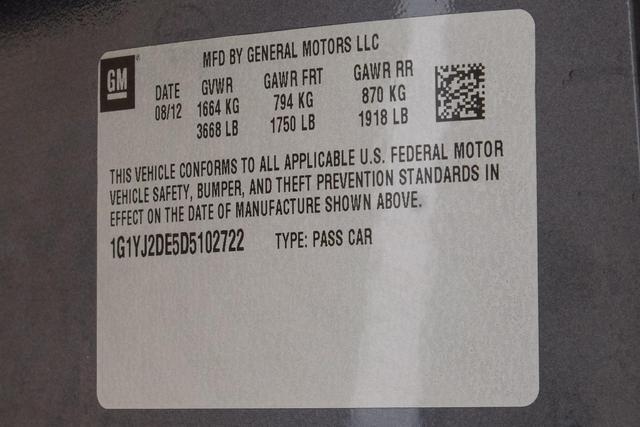 GM
MFD BY GENERAL MOTORS LLC
DATE GVWR GAWR FRT GAWR RR
08/12 1664 KG 794 KG 870 KG
3668 LB 1750 LB 1918 LB
THIS VEHICLE CONFORMS TO ALL APPLICABLE U.S. FEDERAL MOTOR
VEHICLE SAFETY, BUMPER, AND THEFT PREVENTION STANDARDS IN
EFFECT ON THE DATE OF MANUFACTURE SHOWN ABOVE.
1G1YJ2DE5D5102722 TYPE: PASS CAR